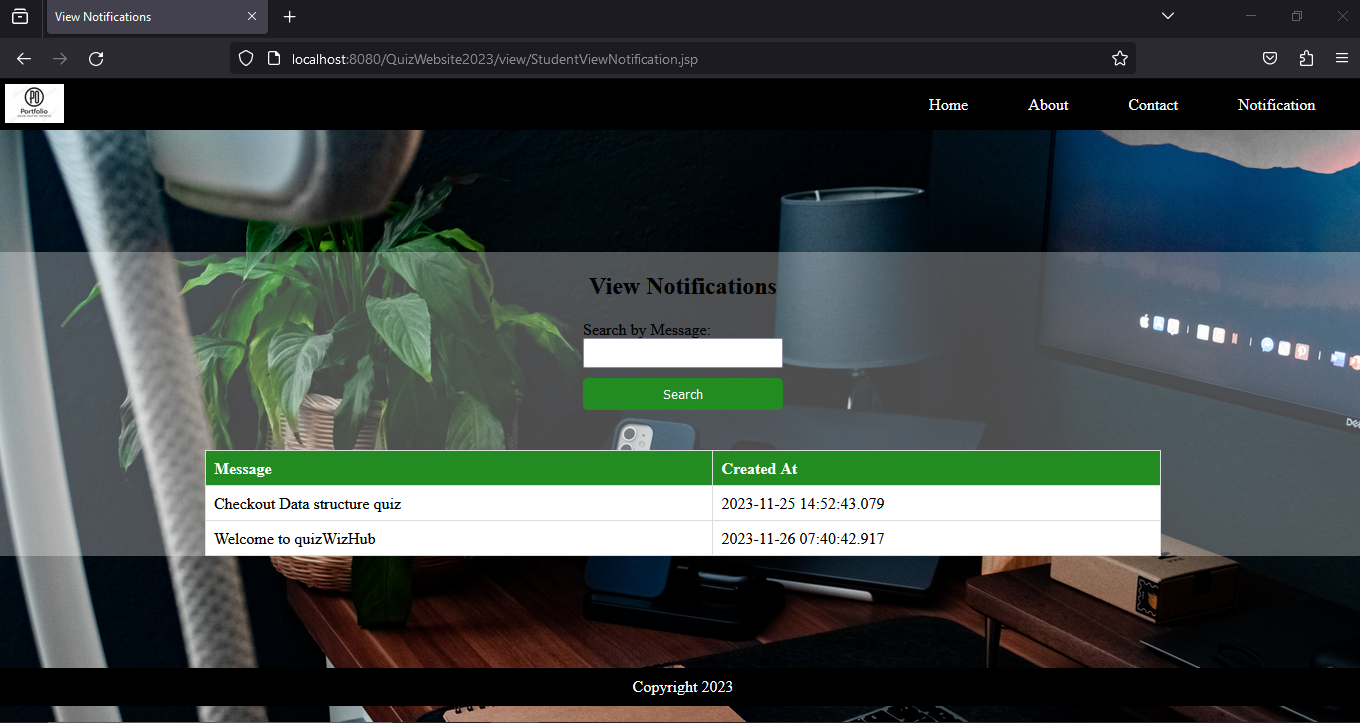 View Notifications
localhost:8080/QuizWebsite2023/view/StudentViewNotification.jsp
PO
Portfolio
Home About Contact Notification
View Notifications
Search by Message:
Search
Message Created At
Checkout Data structure quiz 2023-11-25 14:52:43.079
Welcome to quizWizHub 2023-11-26 07:40:42.917
Copyright 2023